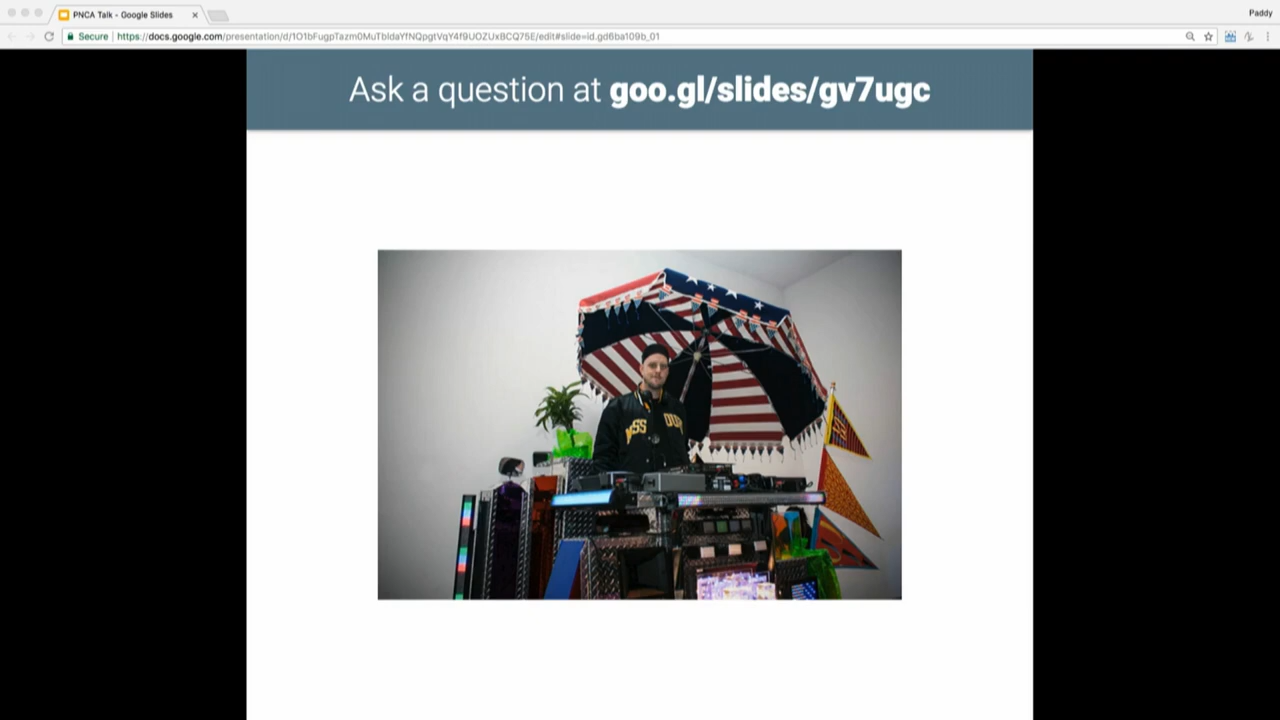 PNCA Talk - Google Slides
Paddy
Secure
https://docs.google.com/presentation/d/1O1bFugpTazm0MuTbIdaYfNQpgtVqY4f9UOZUxBCQ75E/edit#slide=id.gd6ba109b_01
Ask a question at goo.gl/slides/gv7ugc